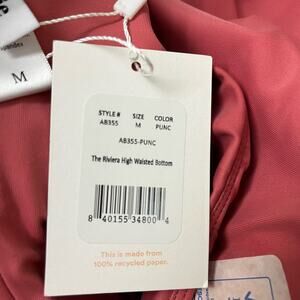 spandex
M
STYLE # SIZE COLOR
AB355 M PUNC
AB355-PUNC
The Riviera High Waisted Bottom
8 40155 34800 4
This is made from
100% recycled paper.